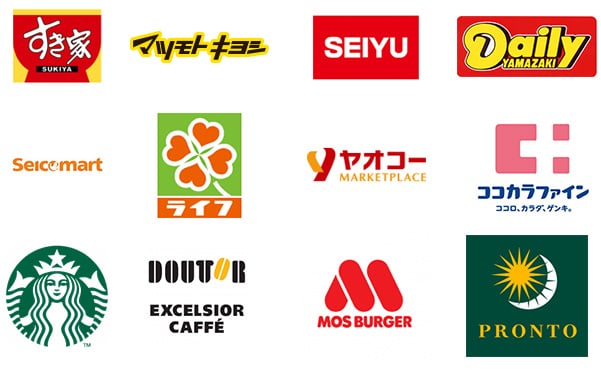 すき家
SUKIYA
マツモトキヨシ
SEIYU
Daily
YAMAZAKI
Seicomart
ライフ
ヤオコー
MARKETPLACE
ココカラファイン
ココロ、カラダ、ゲンキ。
TM
DOUTOR
EXCELSIOR
CAFFÉ
MOS BURGER
PRONTO